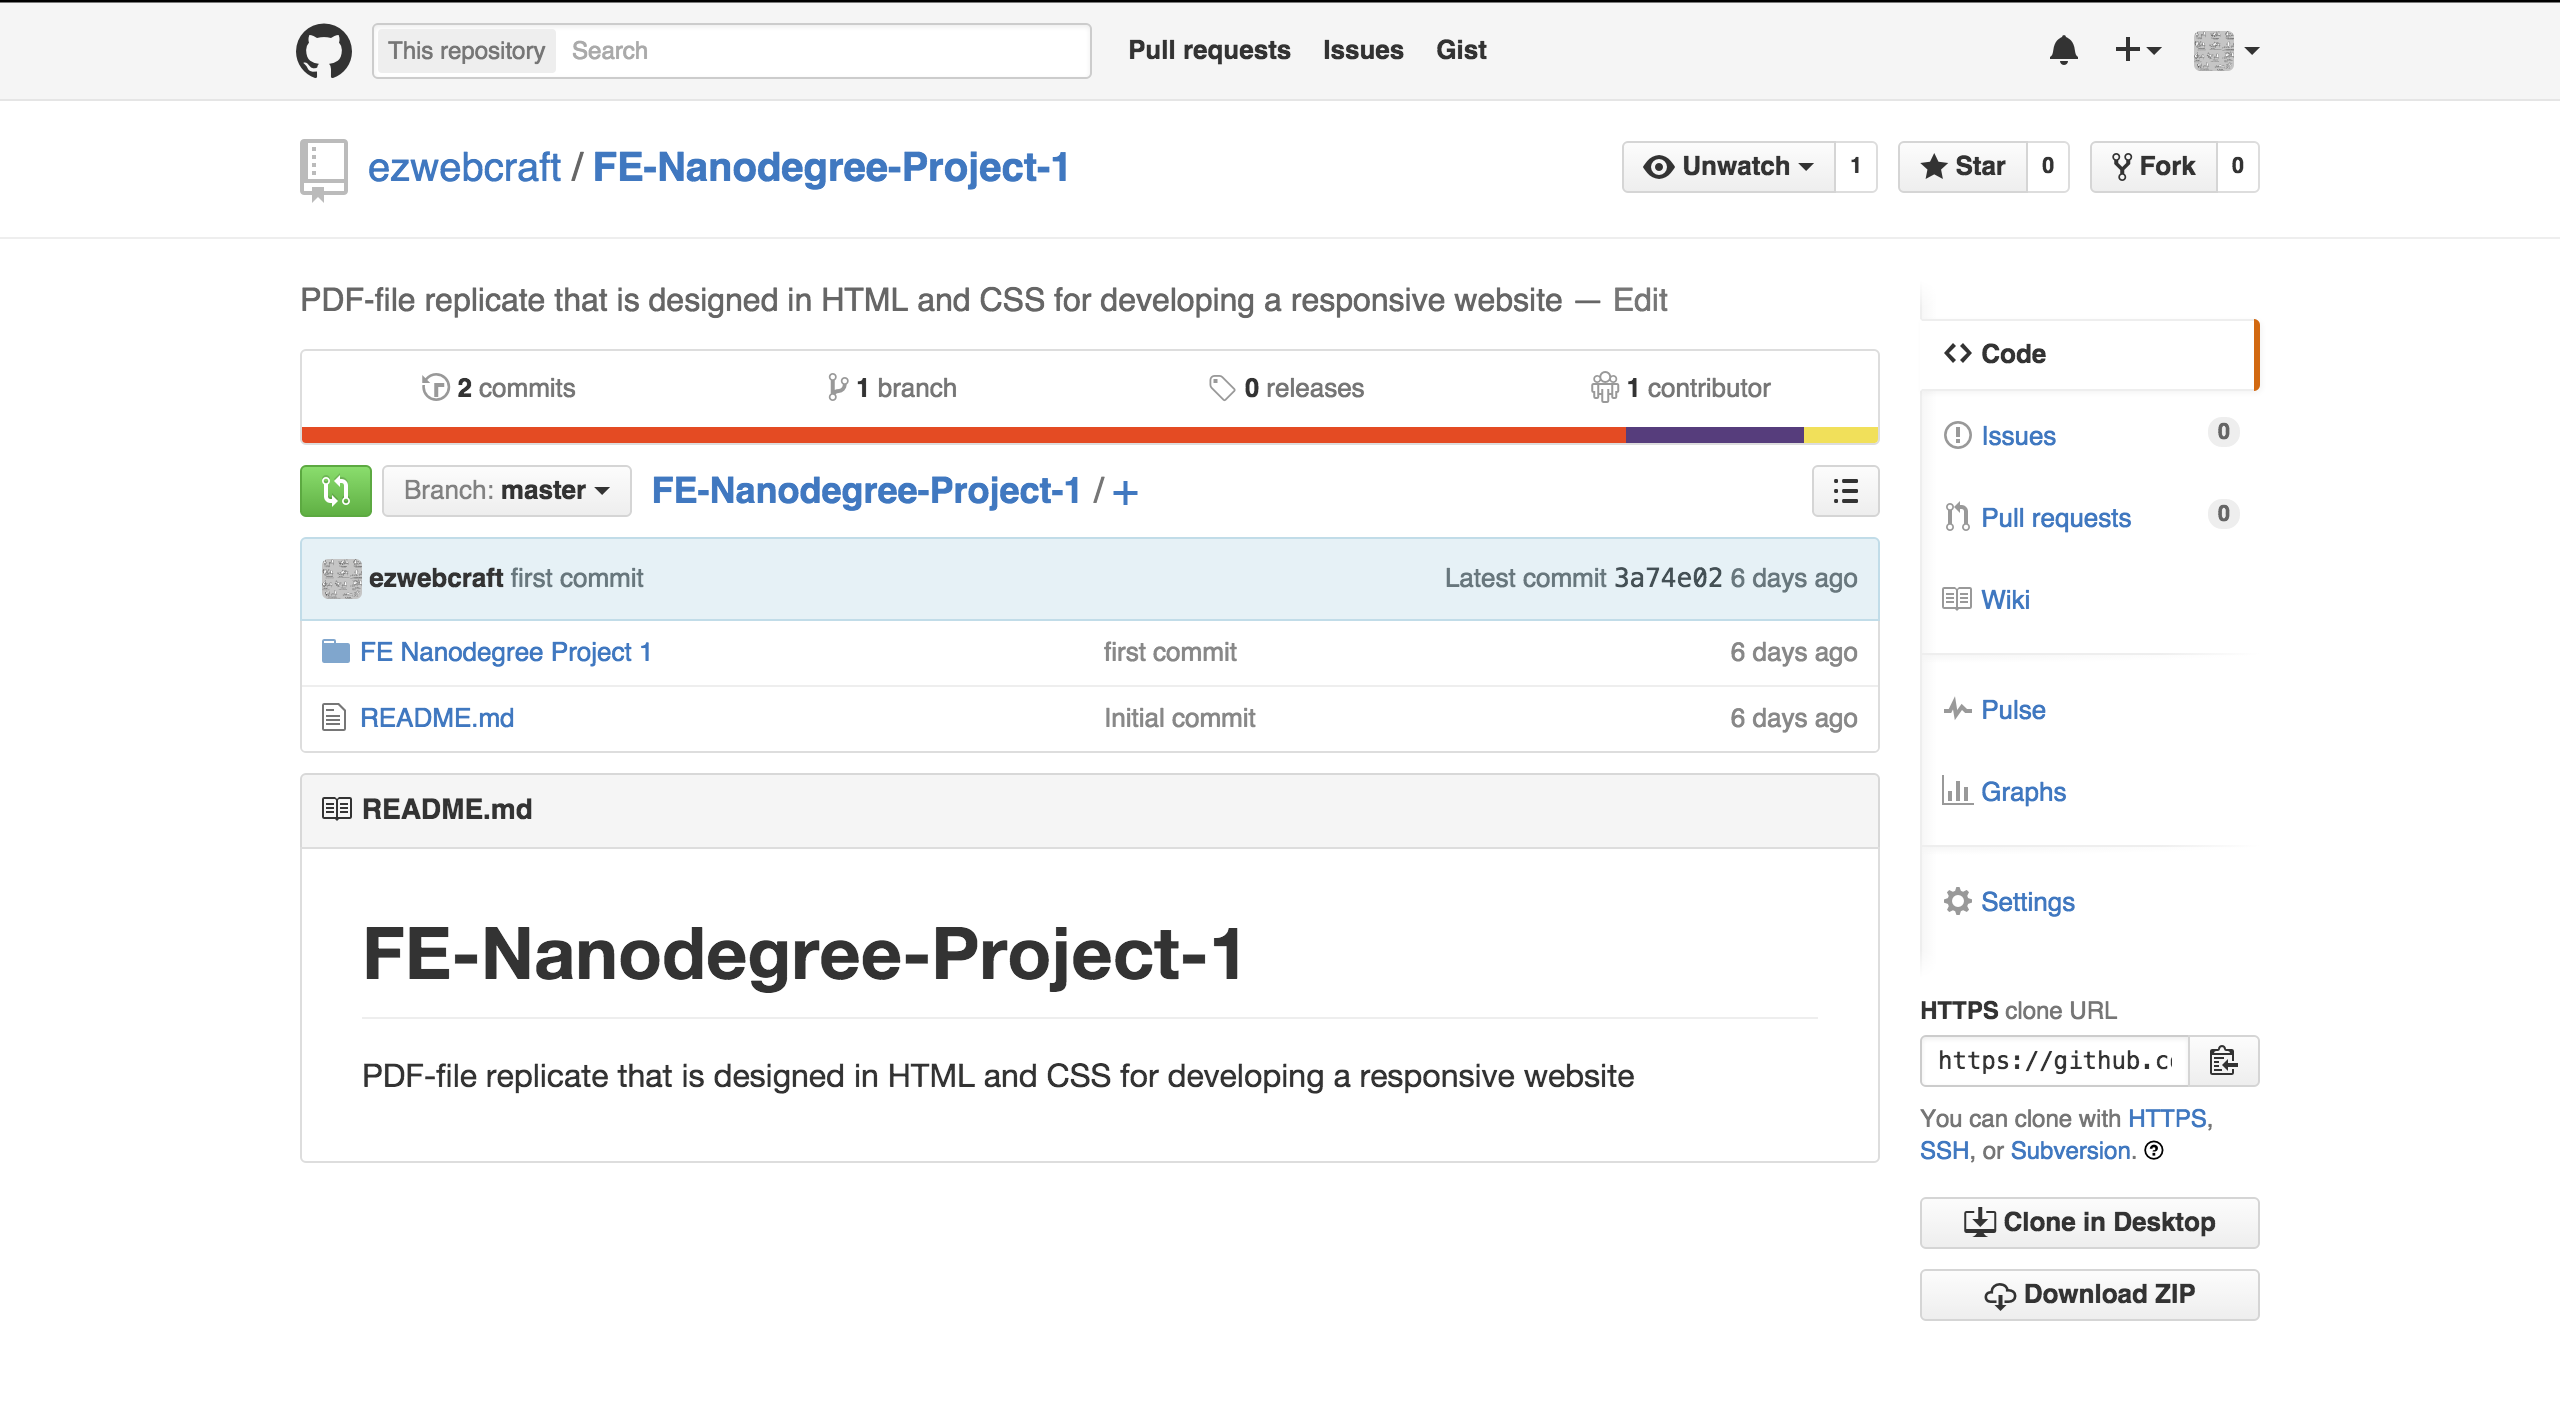 This repository Search Pull requests Issues Gist
ezwebcraft / FE-Nanodegree-Project-1 Unwatch 1 Star 0 Fork 0
PDF-file replicate that is designed in HTML and CSS for developing a responsive website — Edit
2 commits 1 branch 0 releases 1 contributor
Branch: master FE-Nanodegree-Project-1 / +
ezwebcraft first commit Latest commit 3a74e02 6 days ago
FE Nanodegree Project 1 first commit 6 days ago
README.md Initial commit 6 days ago
README.md
FE-Nanodegree-Project-1
PDF-file replicate that is designed in HTML and CSS for developing a responsive website
Code
Issues 0
Pull requests 0
Wiki
Pulse
Graphs
Settings
HTTPS clone URL
https://github.c
You can clone with HTTPS,
SSH, or Subversion.
Clone in Desktop
Download ZIP